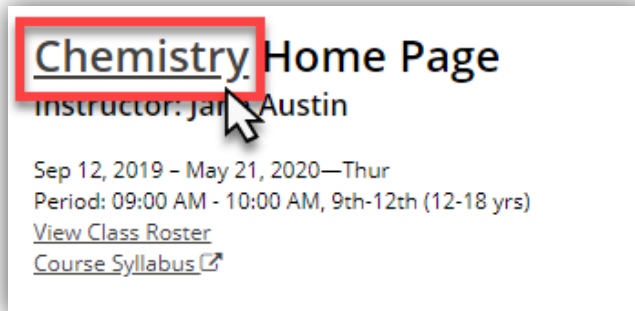 Chemistry Home Page
Instructor: Jane Austin
Sep 12, 2019 – May 21, 2020—Thur
Period: 09:00 AM - 10:00 AM, 9th-12th (12-18 yrs)
View Class Roster
Course Syllabus